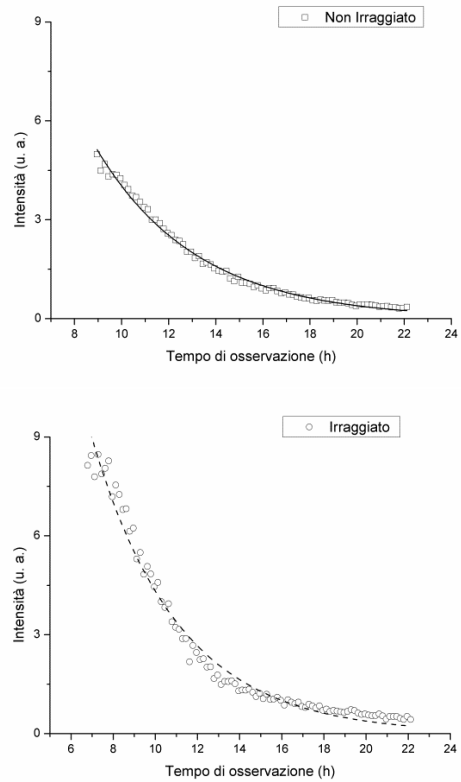 Non Irraggiato
9
6
3
0
Intensità (u. a.)
8 10 12 14 16 18 20 22 24
Tempo di osservazione (h)
Irraggiato
9
6
3
0
Intensità (u. a.)
6 8 10 12 14 16 18 20 22 24
Tempo di osservazione (h)